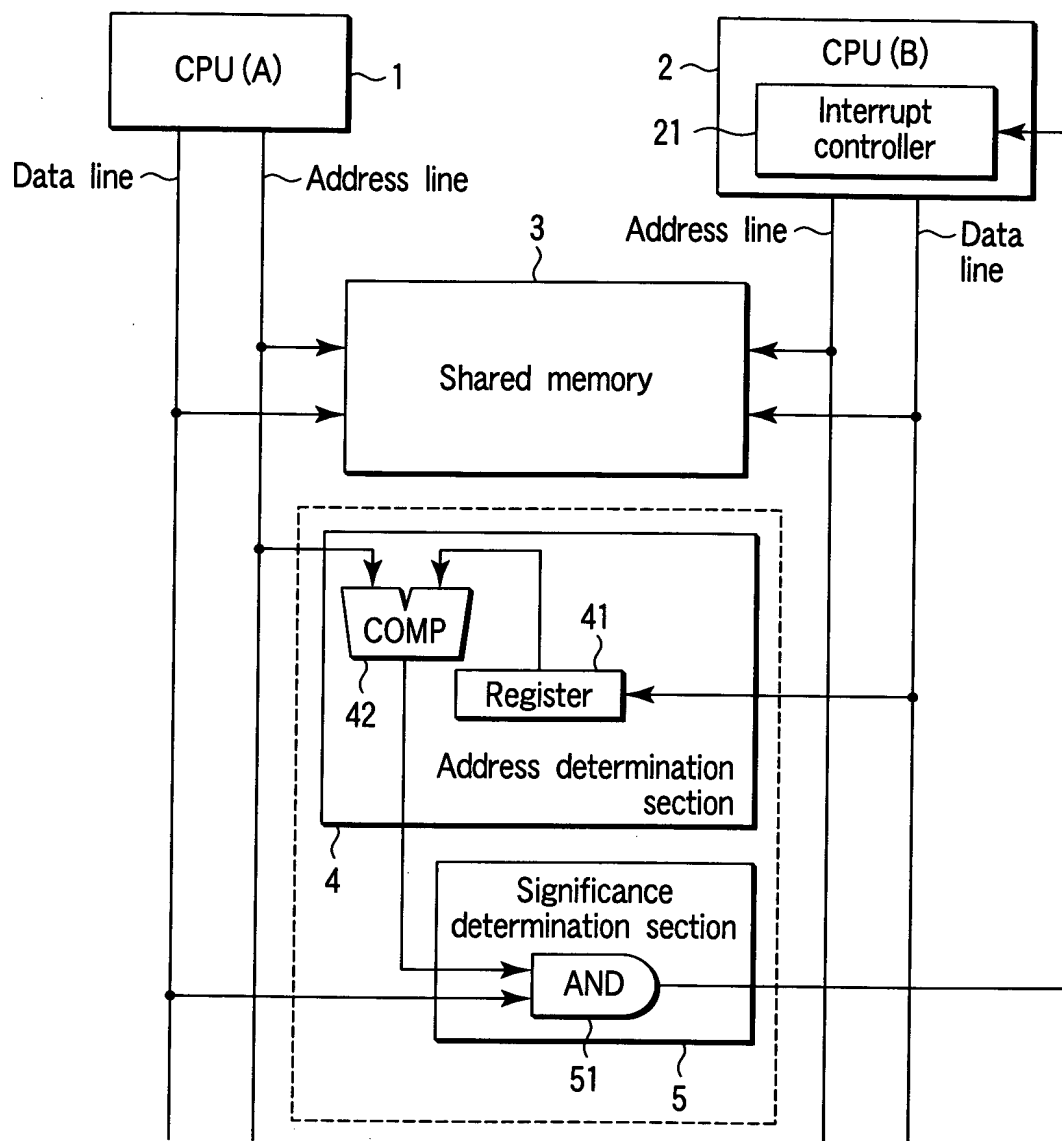 CPU (A)
1
2
CPU (B)
21
Interrupt
controller
Data line
Address line
Address line
Data
line
3
Shared memory
COMP
42
41
Register
Address determination
section
4
Significance
determination section
AND
51
5